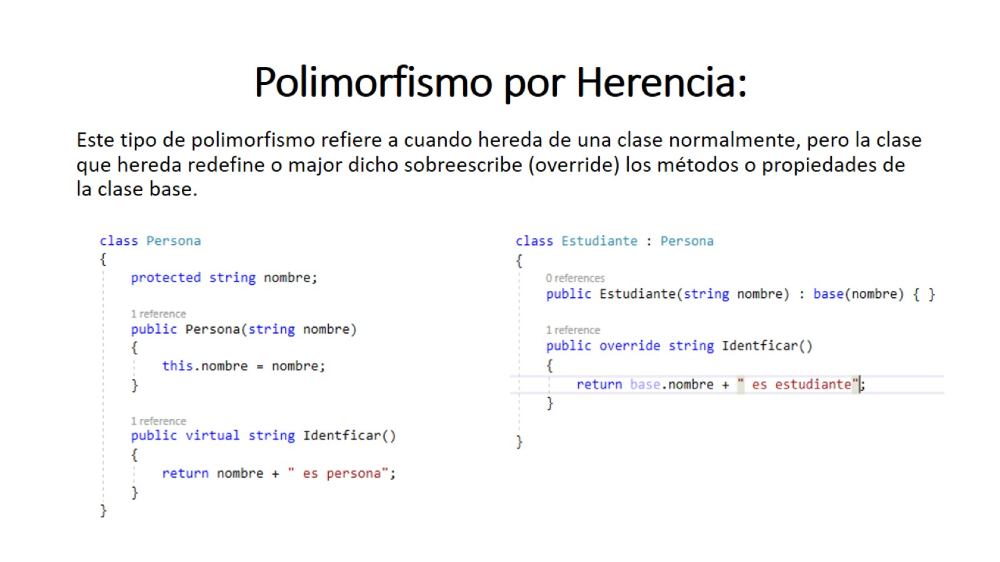 Polimorfismo por Herencia:
Este tipo de polimorfismo refiere a cuando hereda de una clase normalmente, pero la clase
que hereda redefine o major dicho sobreescribe (override) los métodos o propiedades de
la clase base.
class Persona
{
protected string nombre;
1 reference
public Persona(string nombre)
{
this.nombre = nombre;
}
1 reference
public virtual string Identficar()
{
return nombre + " es persona";
}
}
class Estudiante : Persona
{
0 references
public Estudiante(string nombre) : base(nombre) { }
1 reference
public override string Identficar()
{
return base.nombre + " es estudiante";
}
}